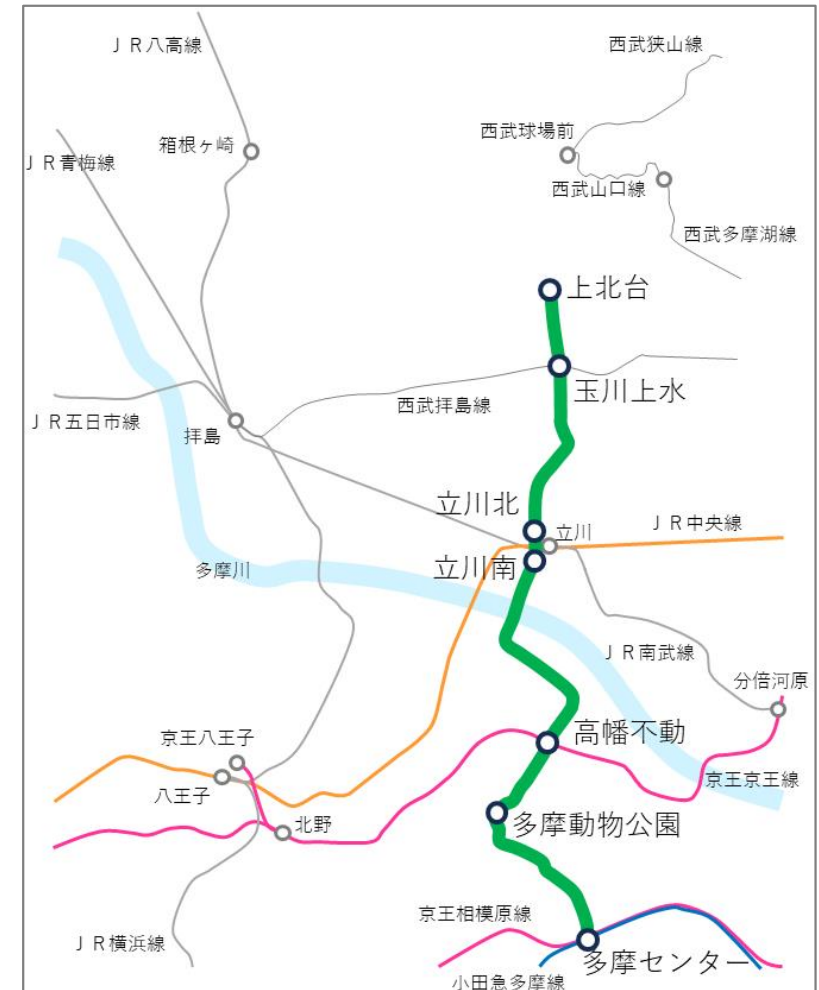 ＪＲ八高線
西武狭山線
西武球場前
箱根ヶ崎
ＪＲ青梅線
西武山口線
西武多摩湖線
上北台
玉川上水
西武拝島線
ＪＲ五日市線
拝島
立川北
立川
ＪＲ中央線
立川南
多摩川
ＪＲ南武線
分倍河原
高幡不動
京王八王子
京王京王線
八王子
北野
多摩動物公園
京王相模原線
ＪＲ横浜線
多摩センター
小田急多摩線